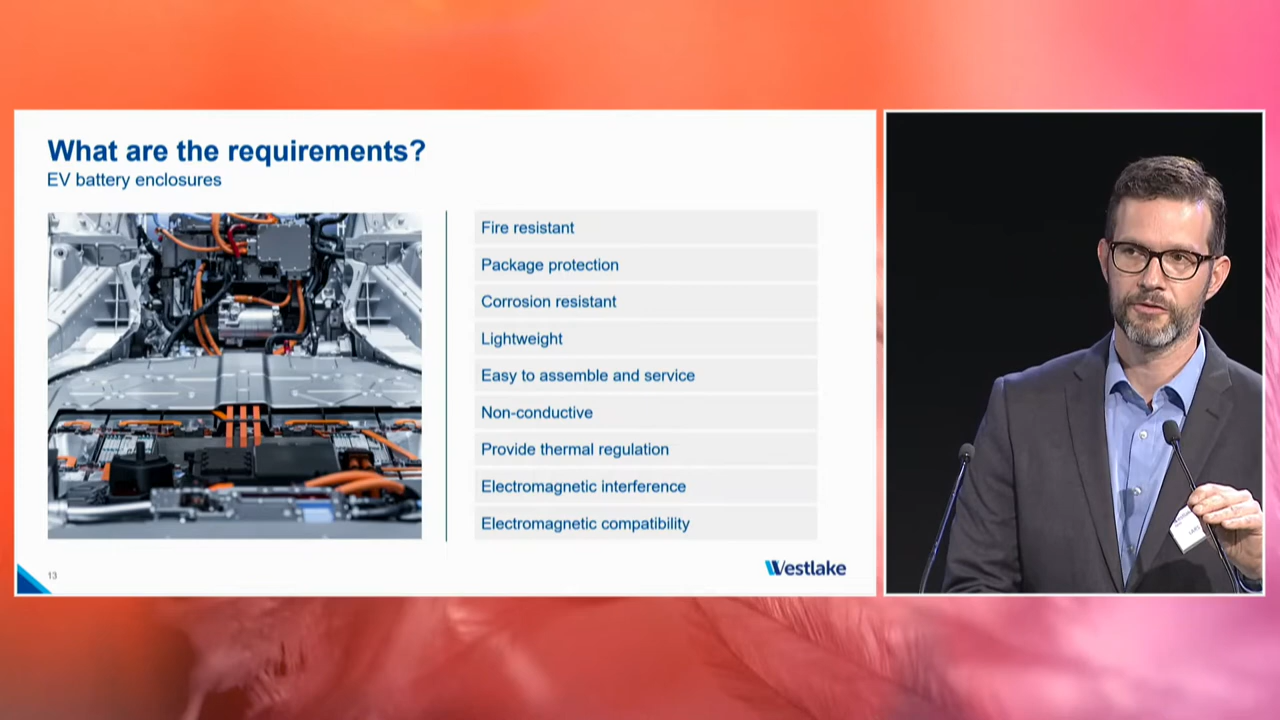 What are the requirements?
EV battery enclosures
Fire resistant
Package protection
Corrosion resistant
Lightweight
Easy to assemble and service
Non-conductive
Provide thermal regulation
Electromagnetic interference
Electromagnetic compatibility
13
Westlake